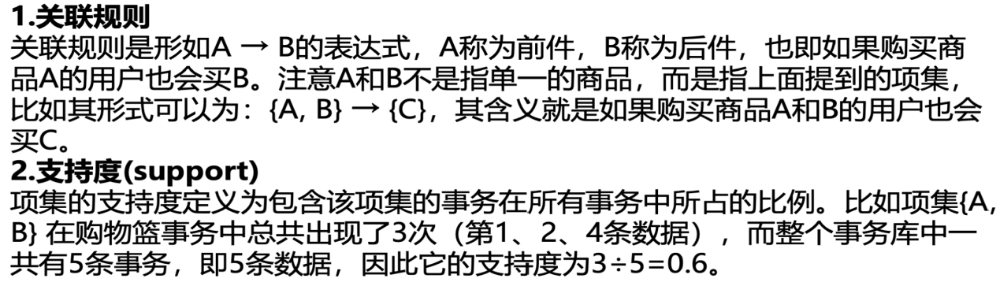 1.关联规则
关联规则是形如A → B的表达式，A称为前件，B称为后件，也即如果购买商
品A的用户也会买B。注意A和B不是指单一的商品，而是指上面提到的项集，
比如其形式可以为：{A, B} → {C}，其含义就是如果购买商品A和B的用户也会
买C。
2.支持度(support)
项集的支持度定义为包含该项集的事务在所有事务中所占的比例。比如项集{A,
B} 在购物篮事务中总共出现了3次（第1、2、4条数据），而整个事务库中一
共有5条事务，即5条数据，因此它的支持度为3÷5=0.6。